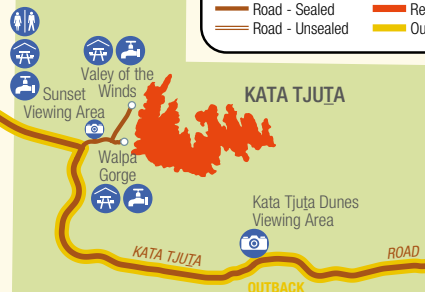 Road - Sealed
Re
Road - Unsealed
Ou
Valey of the
Winds
Sunset
Viewing Area
KATA TJUṮA
Walpa
Gorge
Kata Tjuṯa Dunes
Viewing Area
KATA TJUṮA
ROAD
OUTBACK